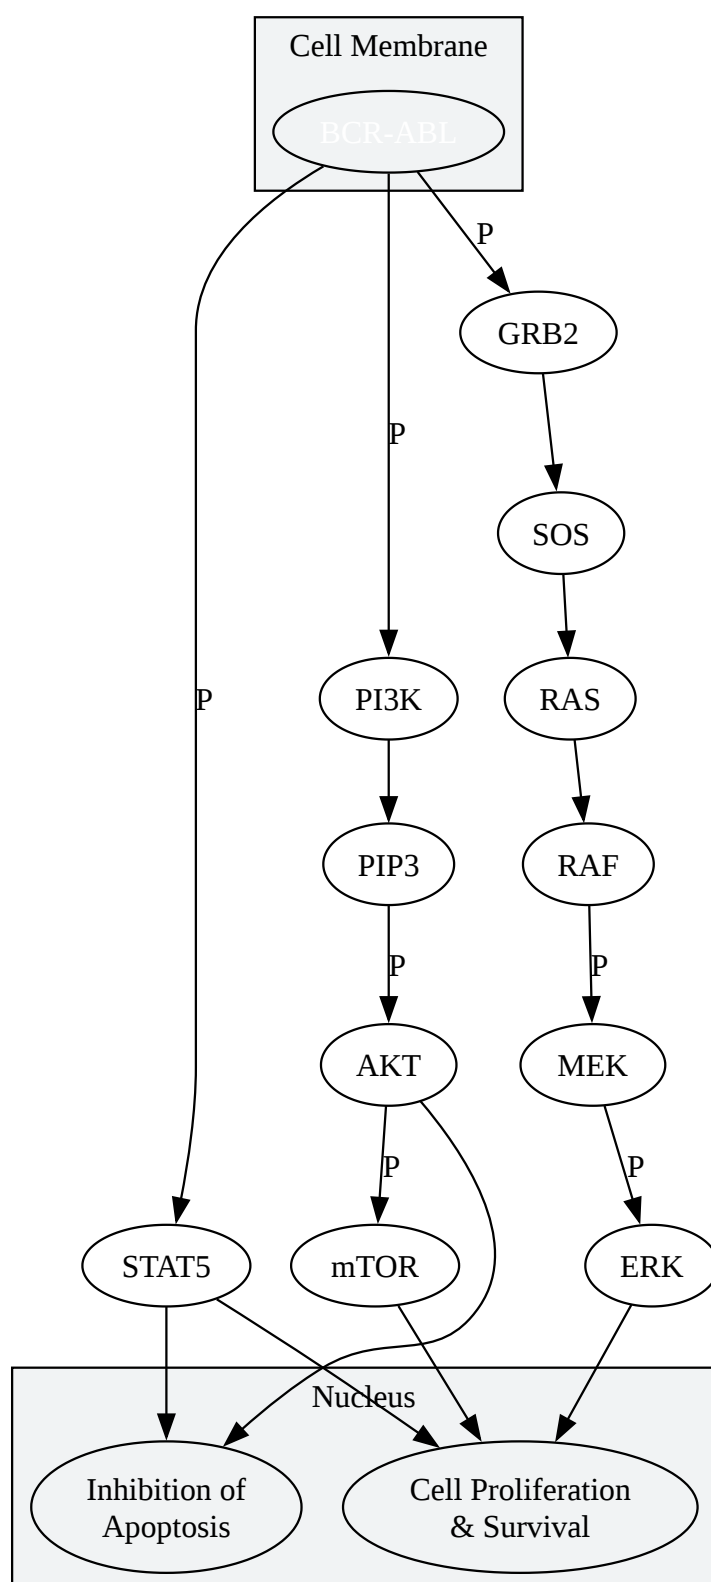 Cell Membrane
BCR-ABL
P
GRB2
P
SOS
P
PI3K
RAS
PIP3
RAF
P
P
AKT
MEK
P
P
STAT5
mTOR
ERK
Nucleus
Inhibition of
Apoptosis
Cell Proliferation
& Survival